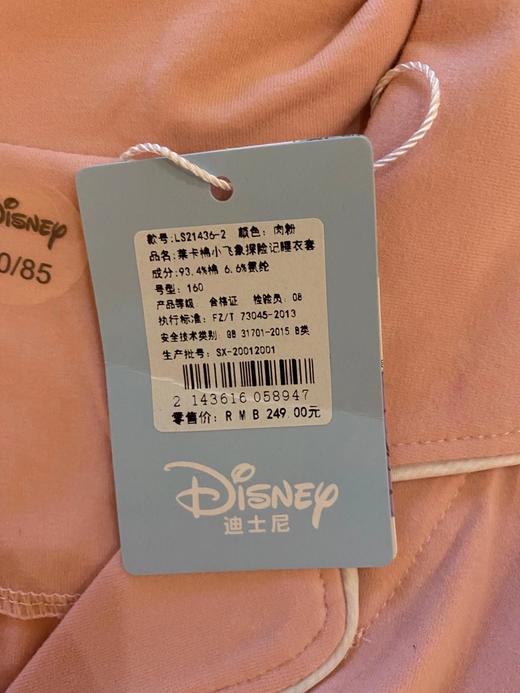 Disney
0/85
款号:LS21436-2 颜色: 肉粉
品名:莱卡棉小飞象探险记睡衣套
成分:93.4%棉 6.6%氨纶
号型: 160
产品等级 合格证 检验员: 08
执行标准: FZ/T 73045-2013
安全技术类别: GB 31701-2015 B类
生产批号: SX-20012001
2 143616 058947
零售价: RMB 249.00元
Disney
迪士尼